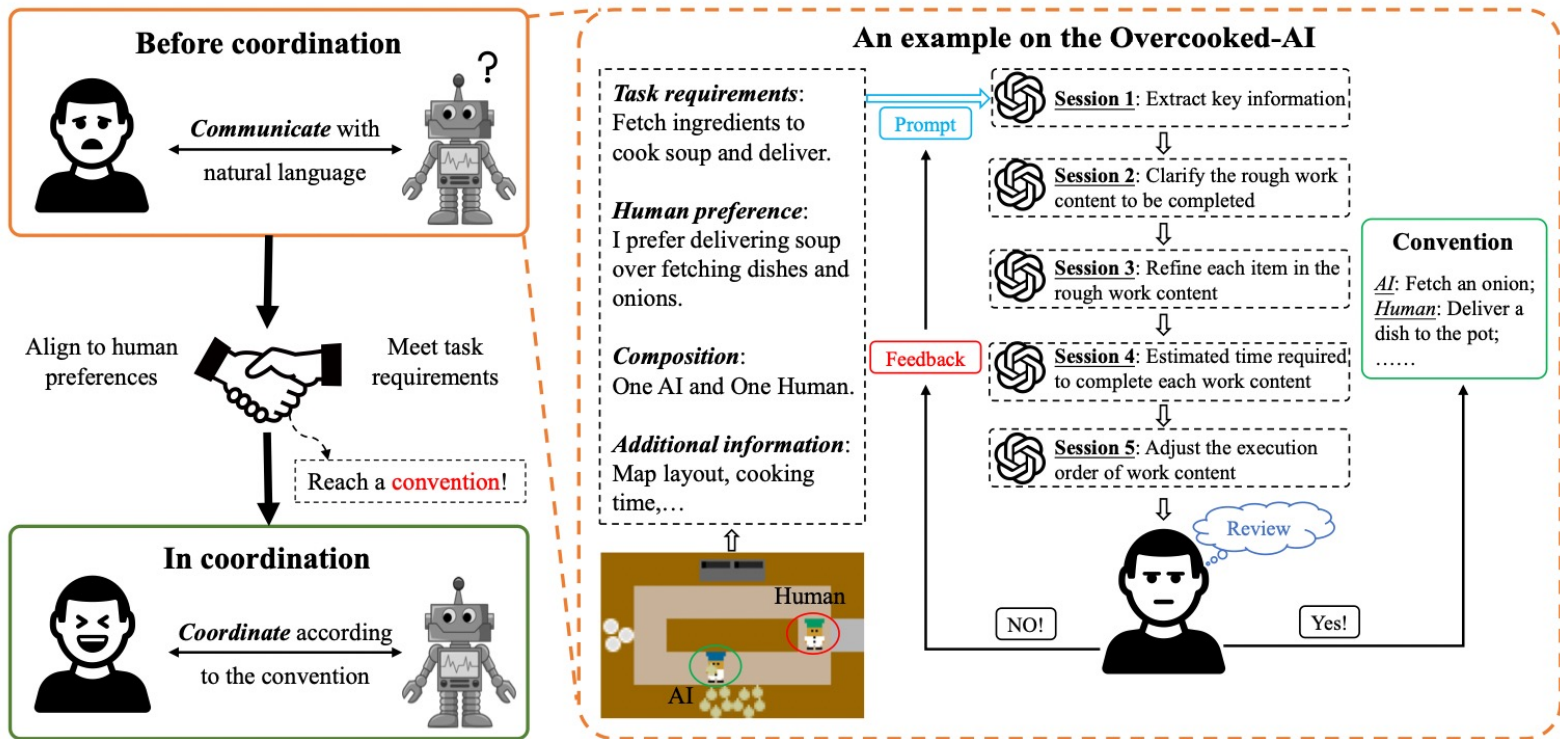 Before coordination
?
Communicate with
natural language
Align to human
preferences
Meet task
requirements
Reach a convention!
In coordination
Coordinate according
to the convention
An example on the Overcooked-AI
Task requirements:
Fetch ingredients to
cook soup and deliver.
Human preference:
I prefer delivering soup
over fetching dishes and
onions.
Composition:
One AI and One Human.
Additional information:
Map layout, cooking
time,…
Human
AI
Prompt
Feedback
Session 1: Extract key information
Session 2: Clarify the rough work
content to be completed
Session 3: Refine each item in the
rough work content
Session 4: Estimated time required
to complete each work content
Session 5: Adjust the execution
order of work content
Review
NO!
Yes!
Convention
AI: Fetch an onion;
Human: Deliver a
dish to the pot;
……